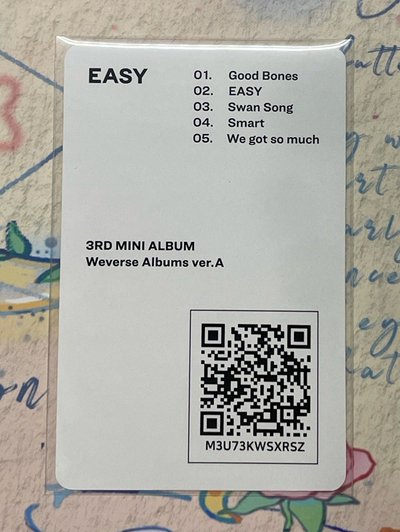 EASY
01. Good Bones
02. EASY
03. Swan Song
04. Smart
05. We got so much
3RD MINI ALBUM
Weverse Albums ver.A
M3U73KWSXRSZ